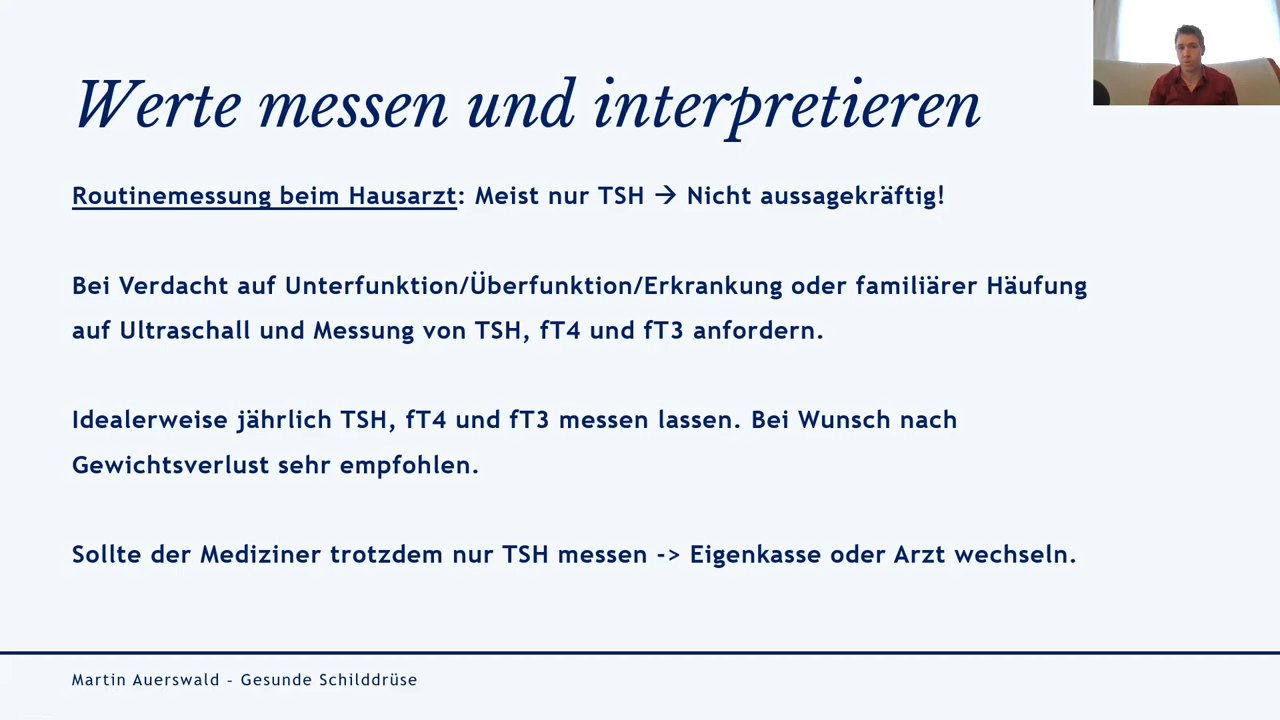 Werte messen und interpretieren
Routinemessung beim Hausarzt: Meist nur TSH → Nicht aussagekräftig!
Bei Verdacht auf Unterfunktion/Überfunktion/Erkrankung oder familiärer Häufung
auf Ultraschall und Messung von TSH, fT4 und fT3 anfordern.
Idealerweise jährlich TSH, fT4 und fT3 messen lassen. Bei Wunsch nach
Gewichtsverlust sehr empfohlen.
Sollte der Mediziner trotzdem nur TSH messen -> Eigenkasse oder Arzt wechseln.
Martin Auerswald – Gesunde Schilddrüse